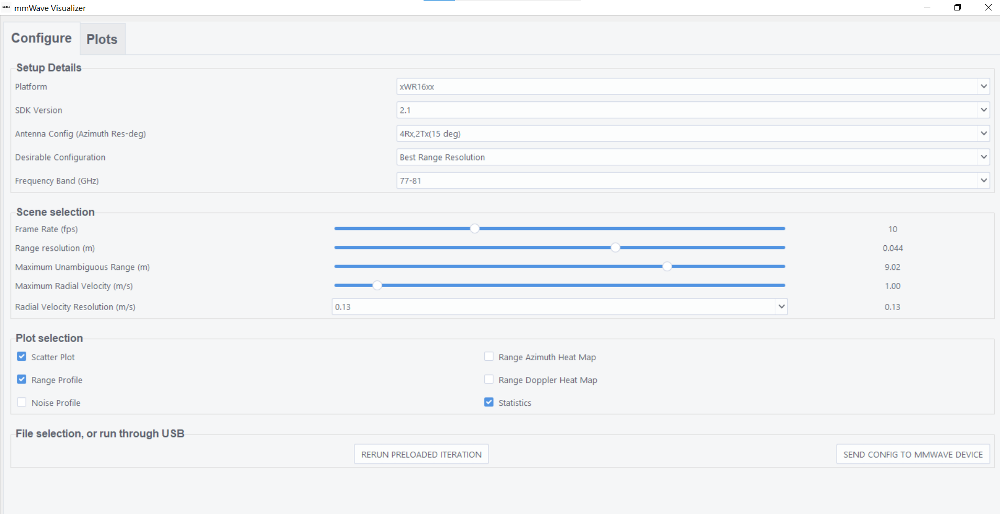 mmWave Visualizer
Configure
Plots
Setup Details
Platform
xWR16xx
SDK Version
2.1
Antenna Config (Azimuth Res-deg)
4Rx,2Tx(15 deg)
Desirable Configuration
Best Range Resolution
Frequency Band (GHz)
77-81
Scene selection
Frame Rate (fps)
10
Range resolution (m)
0.044
Maximum Unambiguous Range (m)
9.02
Maximum Radial Velocity (m/s)
1.00
Radial Velocity Resolution (m/s)
0.13
0.13
Plot selection
Scatter Plot
Range Azimuth Heat Map
Range Profile
Range Doppler Heat Map
Noise Profile
Statistics
File selection, or run through USB
RERUN PRELOADED ITERATION
SEND CONFIG TO MMWAVE DEVICE